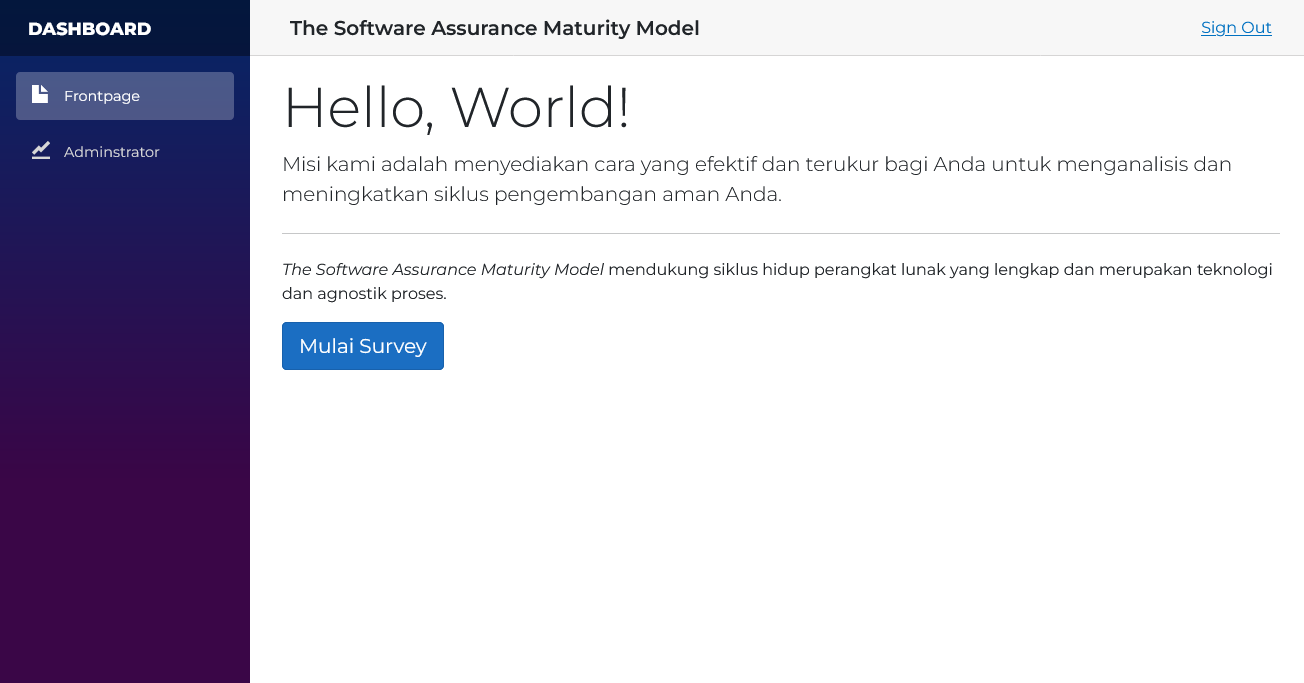 DASHBOARD
The Software Assurance Maturity Model
Sign Out
Frontpage
Adminstrator
Hello, World!
Misi kami adalah menyediakan cara yang efektif dan terukur bagi Anda untuk menganalisis dan
meningkatkan siklus pengembangan aman Anda.
The Software Assurance Maturity Model mendukung siklus hidup perangkat lunak yang lengkap dan merupakan teknologi
dan agnostik proses.
Mulai Survey